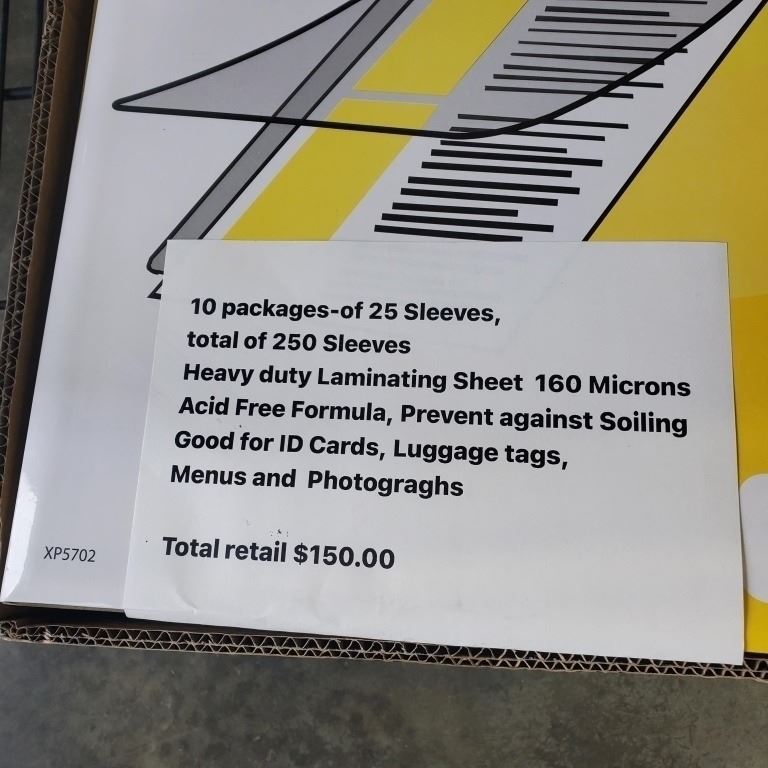 10 packages-of 25 Sleeves,
total of 250 Sleeves
Heavy duty Laminating Sheet 160 Microns
Acid Free Formula, Prevent against Soiling
Good for ID Cards, Luggage tags,
Menus and Photograghs
Total retail $150.00
XP5702